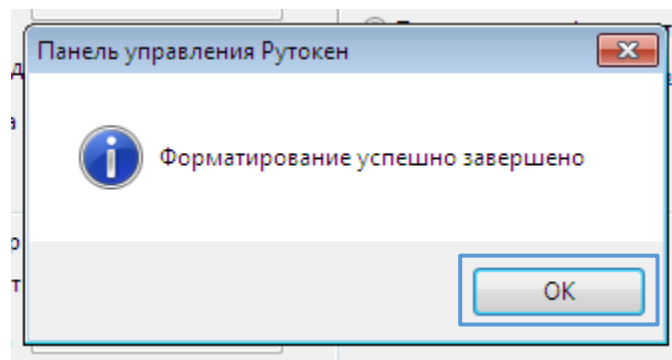 Панель управления Рутокен
Форматирование успешно завершено
OK